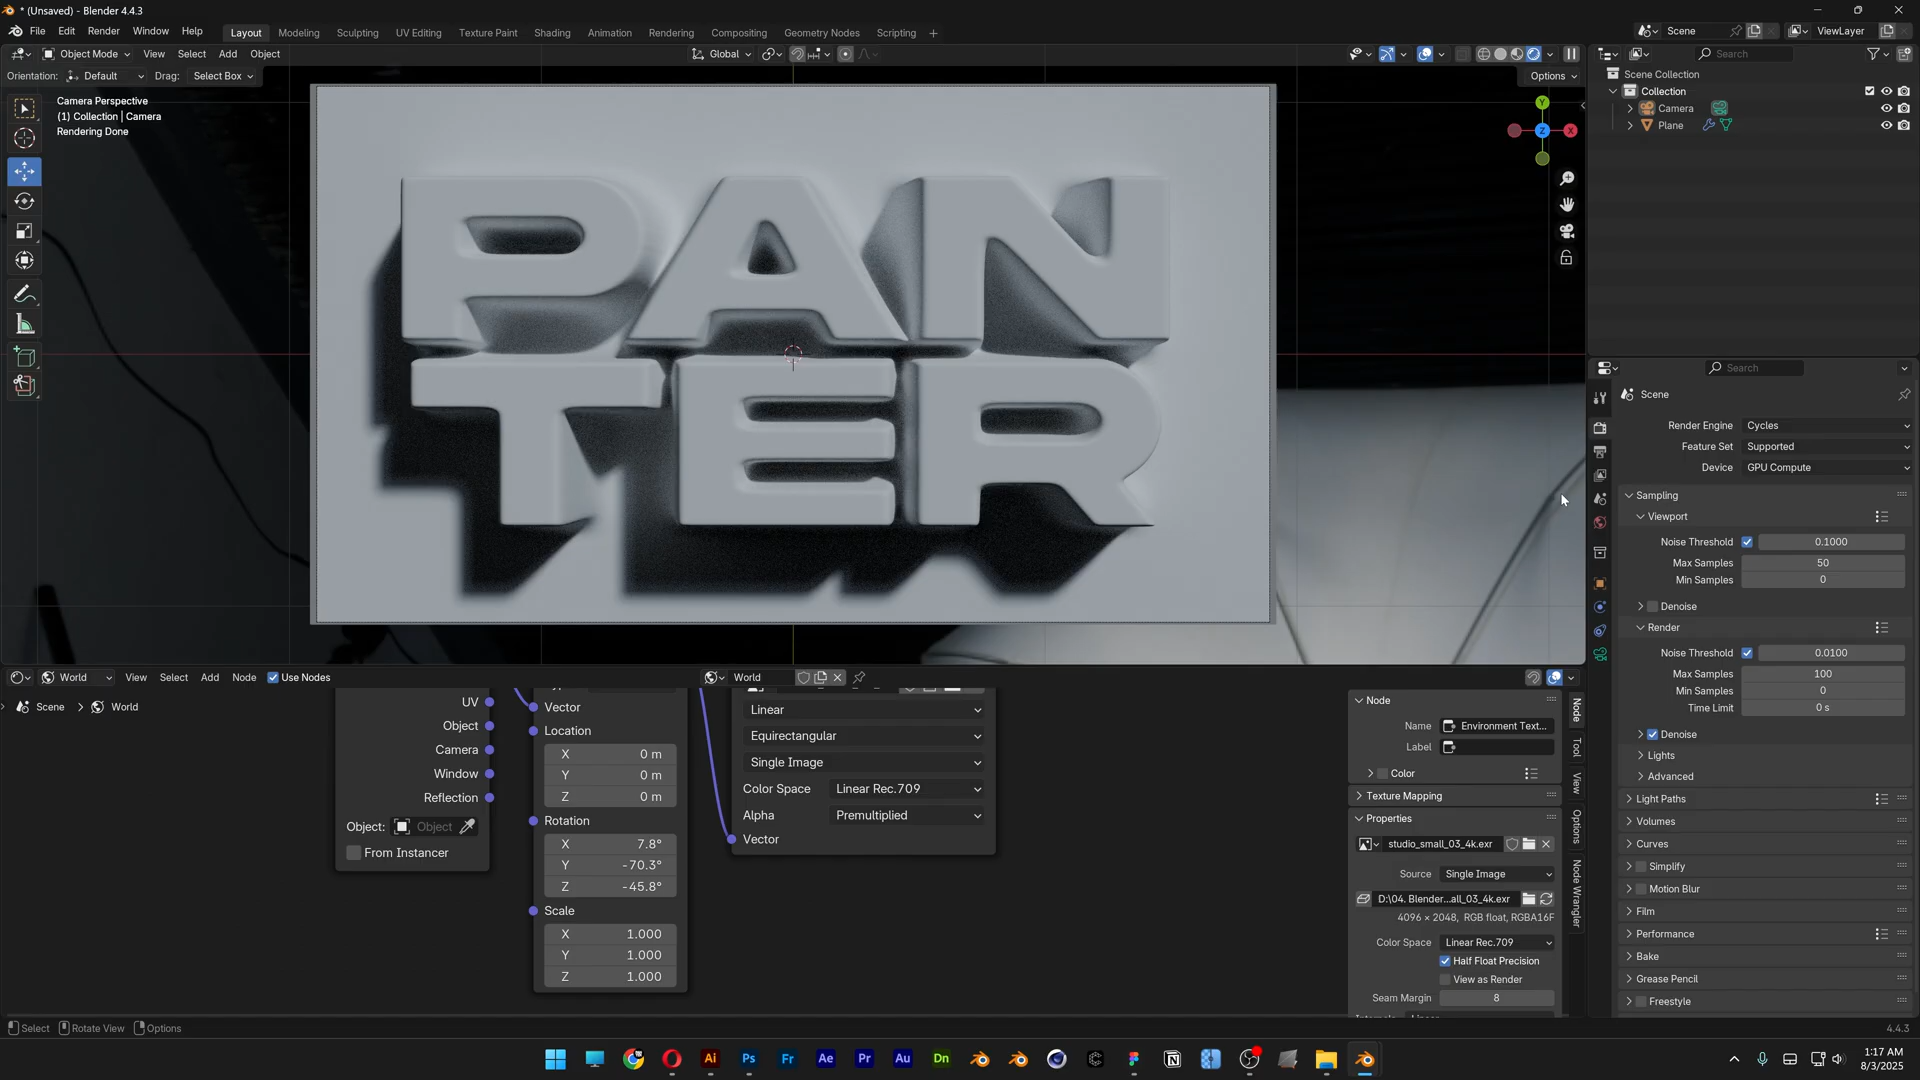 * (Unsaved) - Blender 4.4.3
File Edit Render Window Help
Layout Modeling Sculpting UV Editing Texture Paint Shading Animation Rendering Compositing Geometry Nodes Scripting +
Scene
ViewLayer
Object Mode View Select Add Object
Global
Orientation: Default Drag: Select Box
Options
Camera Perspective
(1) Collection | Camera
Rendering Done
Y
Z
X
PAN
TER
Search
Scene Collection
Collection
Camera
Plane
Search
Scene
Render Engine Cycles
Feature Set Supported
Device GPU Compute
Sampling
Viewport
Noise Threshold 0.1000
Max Samples 50
Min Samples 0
Denoise
Render
Noise Threshold 0.0100
Max Samples 100
Min Samples 0
Time Limit 0 s
Denoise
Lights
Advanced
Light Paths
Volumes
Curves
Simplify
Motion Blur
Film
Performance
Bake
Grease Pencil
Freestyle
World View Select Add Node Use Nodes
World
Scene > World
UV
Object
Camera
Window
Reflection
Object: Object
From Instancer
Vector
Location
X 0 m
Y 0 m
Z 0 m
Rotation
X 7.8°
Y -70.3°
Z -45.8°
Scale
X 1.000
Y 1.000
Z 1.000
Linear
Equirectangular
Single Image
Color Space Linear Rec.709
Alpha Premultiplied
Vector
Node
Name Environment Text...
Label
Color
Texture Mapping
Properties
studio_small_03_4k.exr
Source Single Image
D:\04. Blender...all_03_4k.exr
4096 × 2048, RGB float, RGBA16F
Color Space Linear Rec.709
Half Float Precision
View as Render
Seam Margin 8
Node
Tool
View
Options
Node Wrangler
Select Rotate View Options
4.4.3
Ai Ps Fr Ae Pr Au Dn
1:17 AM
8/3/2025